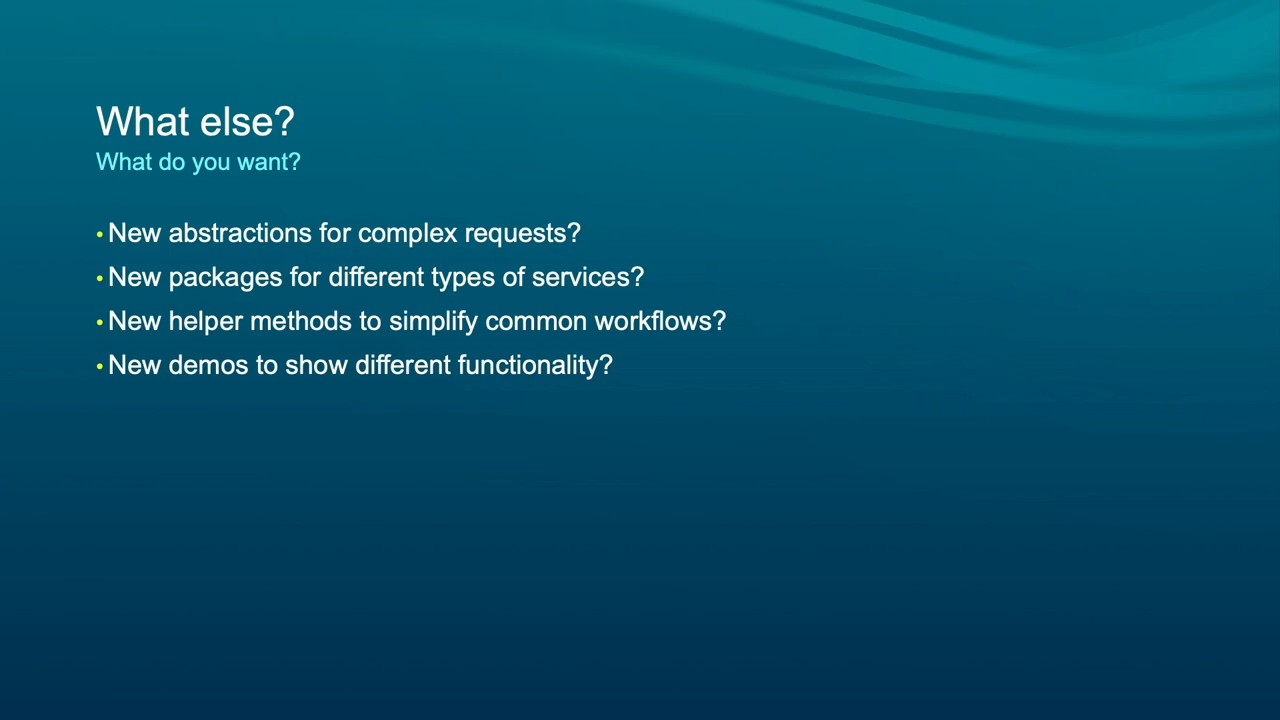 What else?
What do you want?
• New abstractions for complex requests?
• New packages for different types of services?
• New helper methods to simplify common workflows?
• New demos to show different functionality?